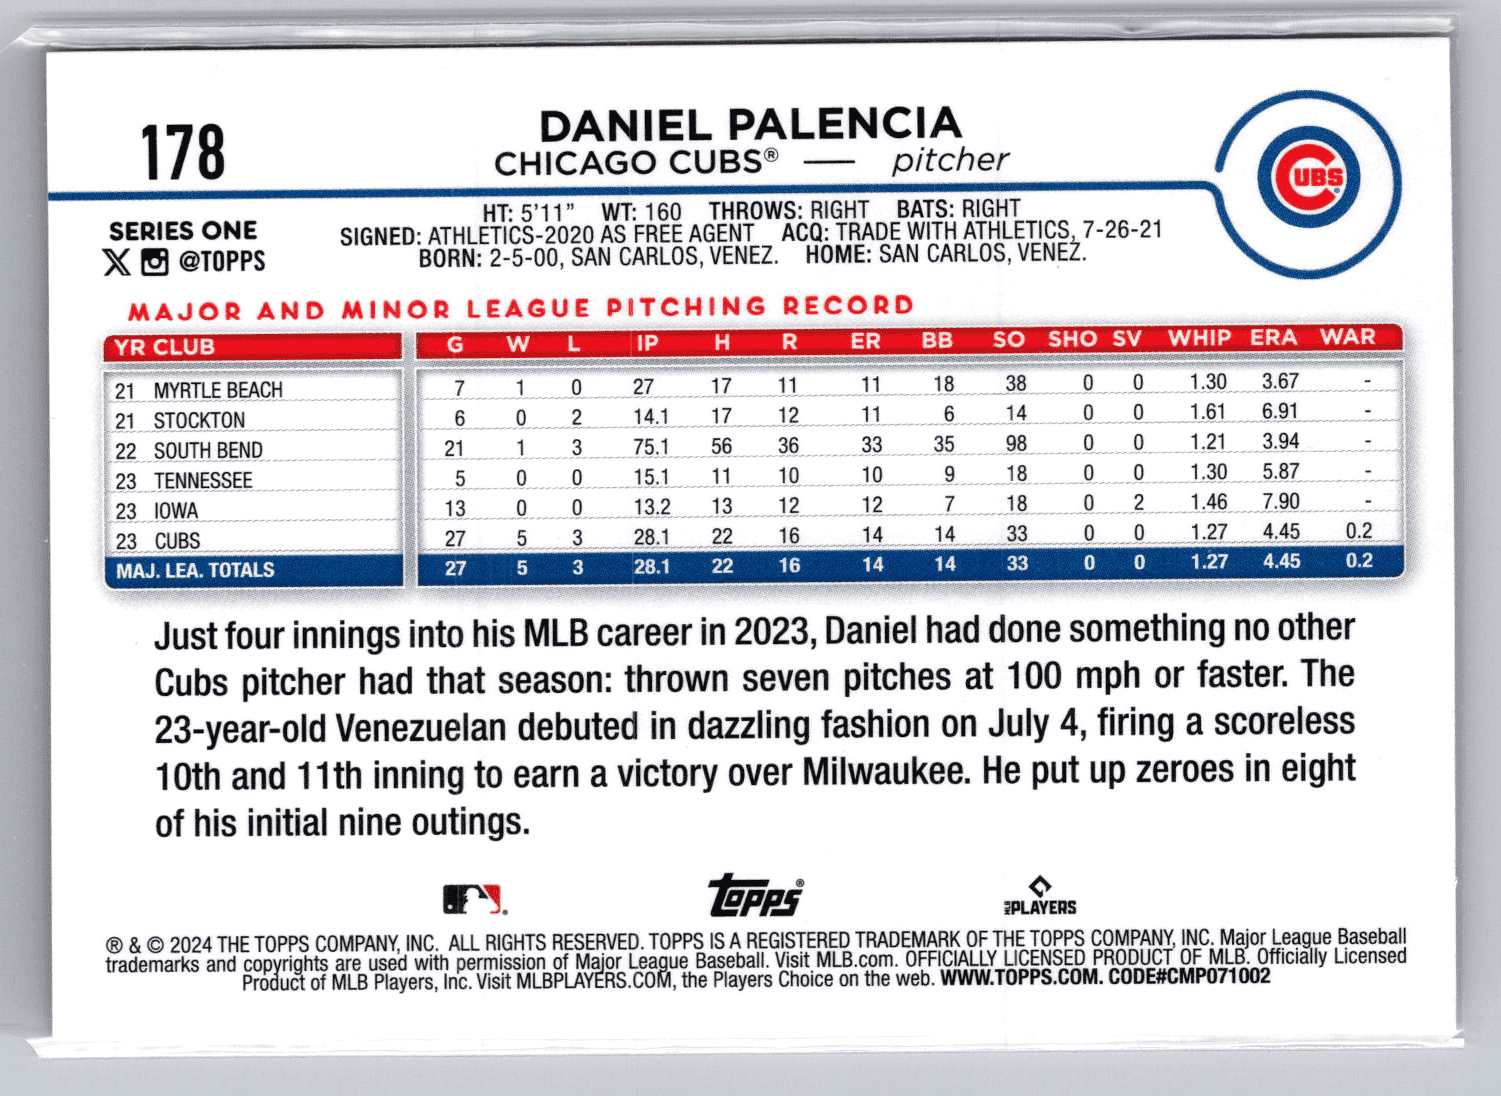 178
DANIEL PALENCIA
CHICAGO CUBS® — pitcher
CUBS
SERIES ONE
@TOPPS
HT: 5'11" WT: 160 THROWS: RIGHT BATS: RIGHT
SIGNED: ATHLETICS-2020 AS FREE AGENT ACQ: TRADE WITH ATHLETICS, 7-26-21
BORN: 2-5-00, SAN CARLOS, VENEZ. HOME: SAN CARLOS, VENEZ.
MAJOR AND MINOR LEAGUE PITCHING RECORD
YR CLUB G W L IP H R ER BB SO SHO SV WHIP ERA WAR
21 MYRTLE BEACH 7 1 0 27 17 11 11 18 38 0 0 1.30 3.67 -
21 STOCKTON 6 0 2 14.1 17 12 11 6 14 0 0 1.61 6.91 -
22 SOUTH BEND 21 1 3 75.1 56 36 33 35 98 0 0 1.21 3.94 -
23 TENNESSEE 5 0 0 15.1 11 10 10 9 18 0 0 1.30 5.87 -
23 IOWA 13 0 0 13.2 13 12 12 7 18 0 2 1.46 7.90 -
23 CUBS 27 5 3 28.1 22 16 14 14 33 0 0 1.27 4.45 0.2
MAJ. LEA. TOTALS 27 5 3 28.1 22 16 14 14 33 0 0 1.27 4.45 0.2
Just four innings into his MLB career in 2023, Daniel had done something no other
Cubs pitcher had that season: thrown seven pitches at 100 mph or faster. The
23-year-old Venezuelan debuted in dazzling fashion on July 4, firing a scoreless
10th and 11th inning to earn a victory over Milwaukee. He put up zeroes in eight
of his initial nine outings.
Topps® MLB PLAYERS
® & © 2024 THE TOPPS COMPANY, INC. ALL RIGHTS RESERVED. TOPPS IS A REGISTERED TRADEMARK OF THE TOPPS COMPANY, INC. Major League Baseball
trademarks and copyrights are used with permission of Major League Baseball. Visit MLB.com. OFFICIALLY LICENSED PRODUCT OF MLB. Officially Licensed
Product of MLB Players, Inc. Visit MLBPLAYERS.COM, the Players Choice on the web. WWW.TOPPS.COM. CODE#CMP071002